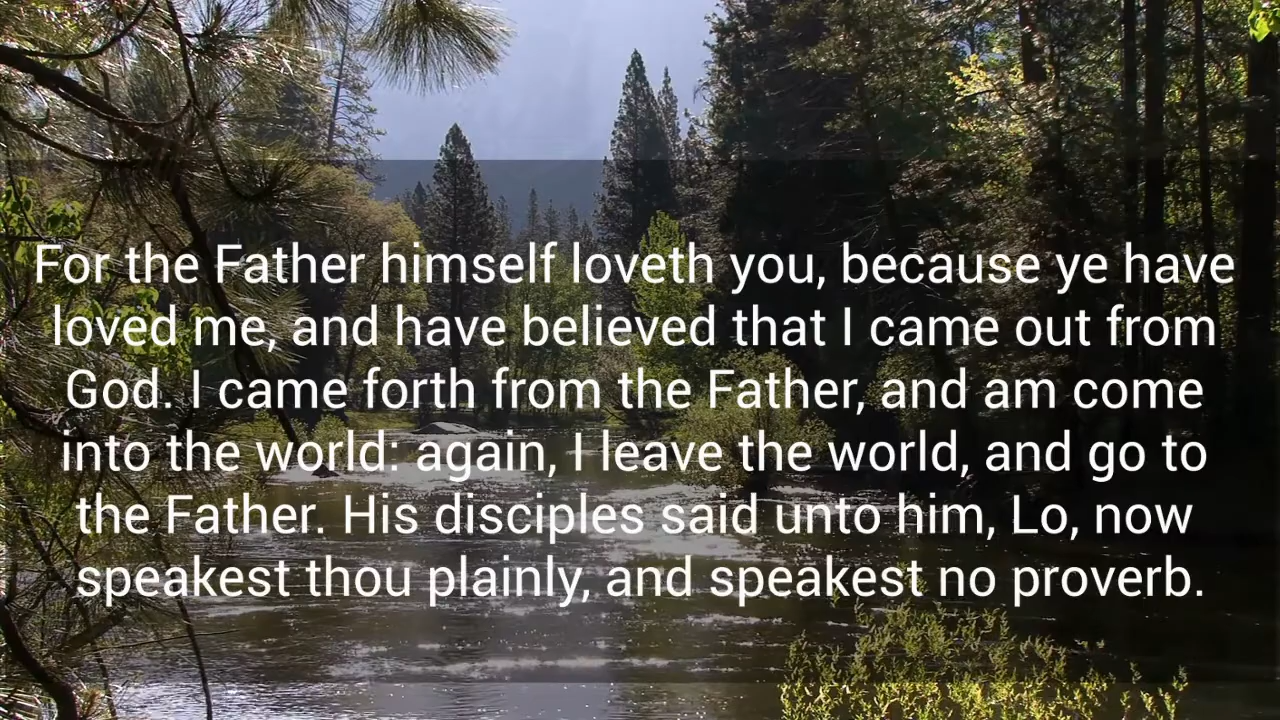 For the Father himself loveth you, because ye have
loved me, and have believed that I came out from
God. I came forth from the Father, and am come
into the world: again, I leave the world, and go to
the Father. His disciples said unto him, Lo, now
speakest thou plainly, and speakest no proverb.